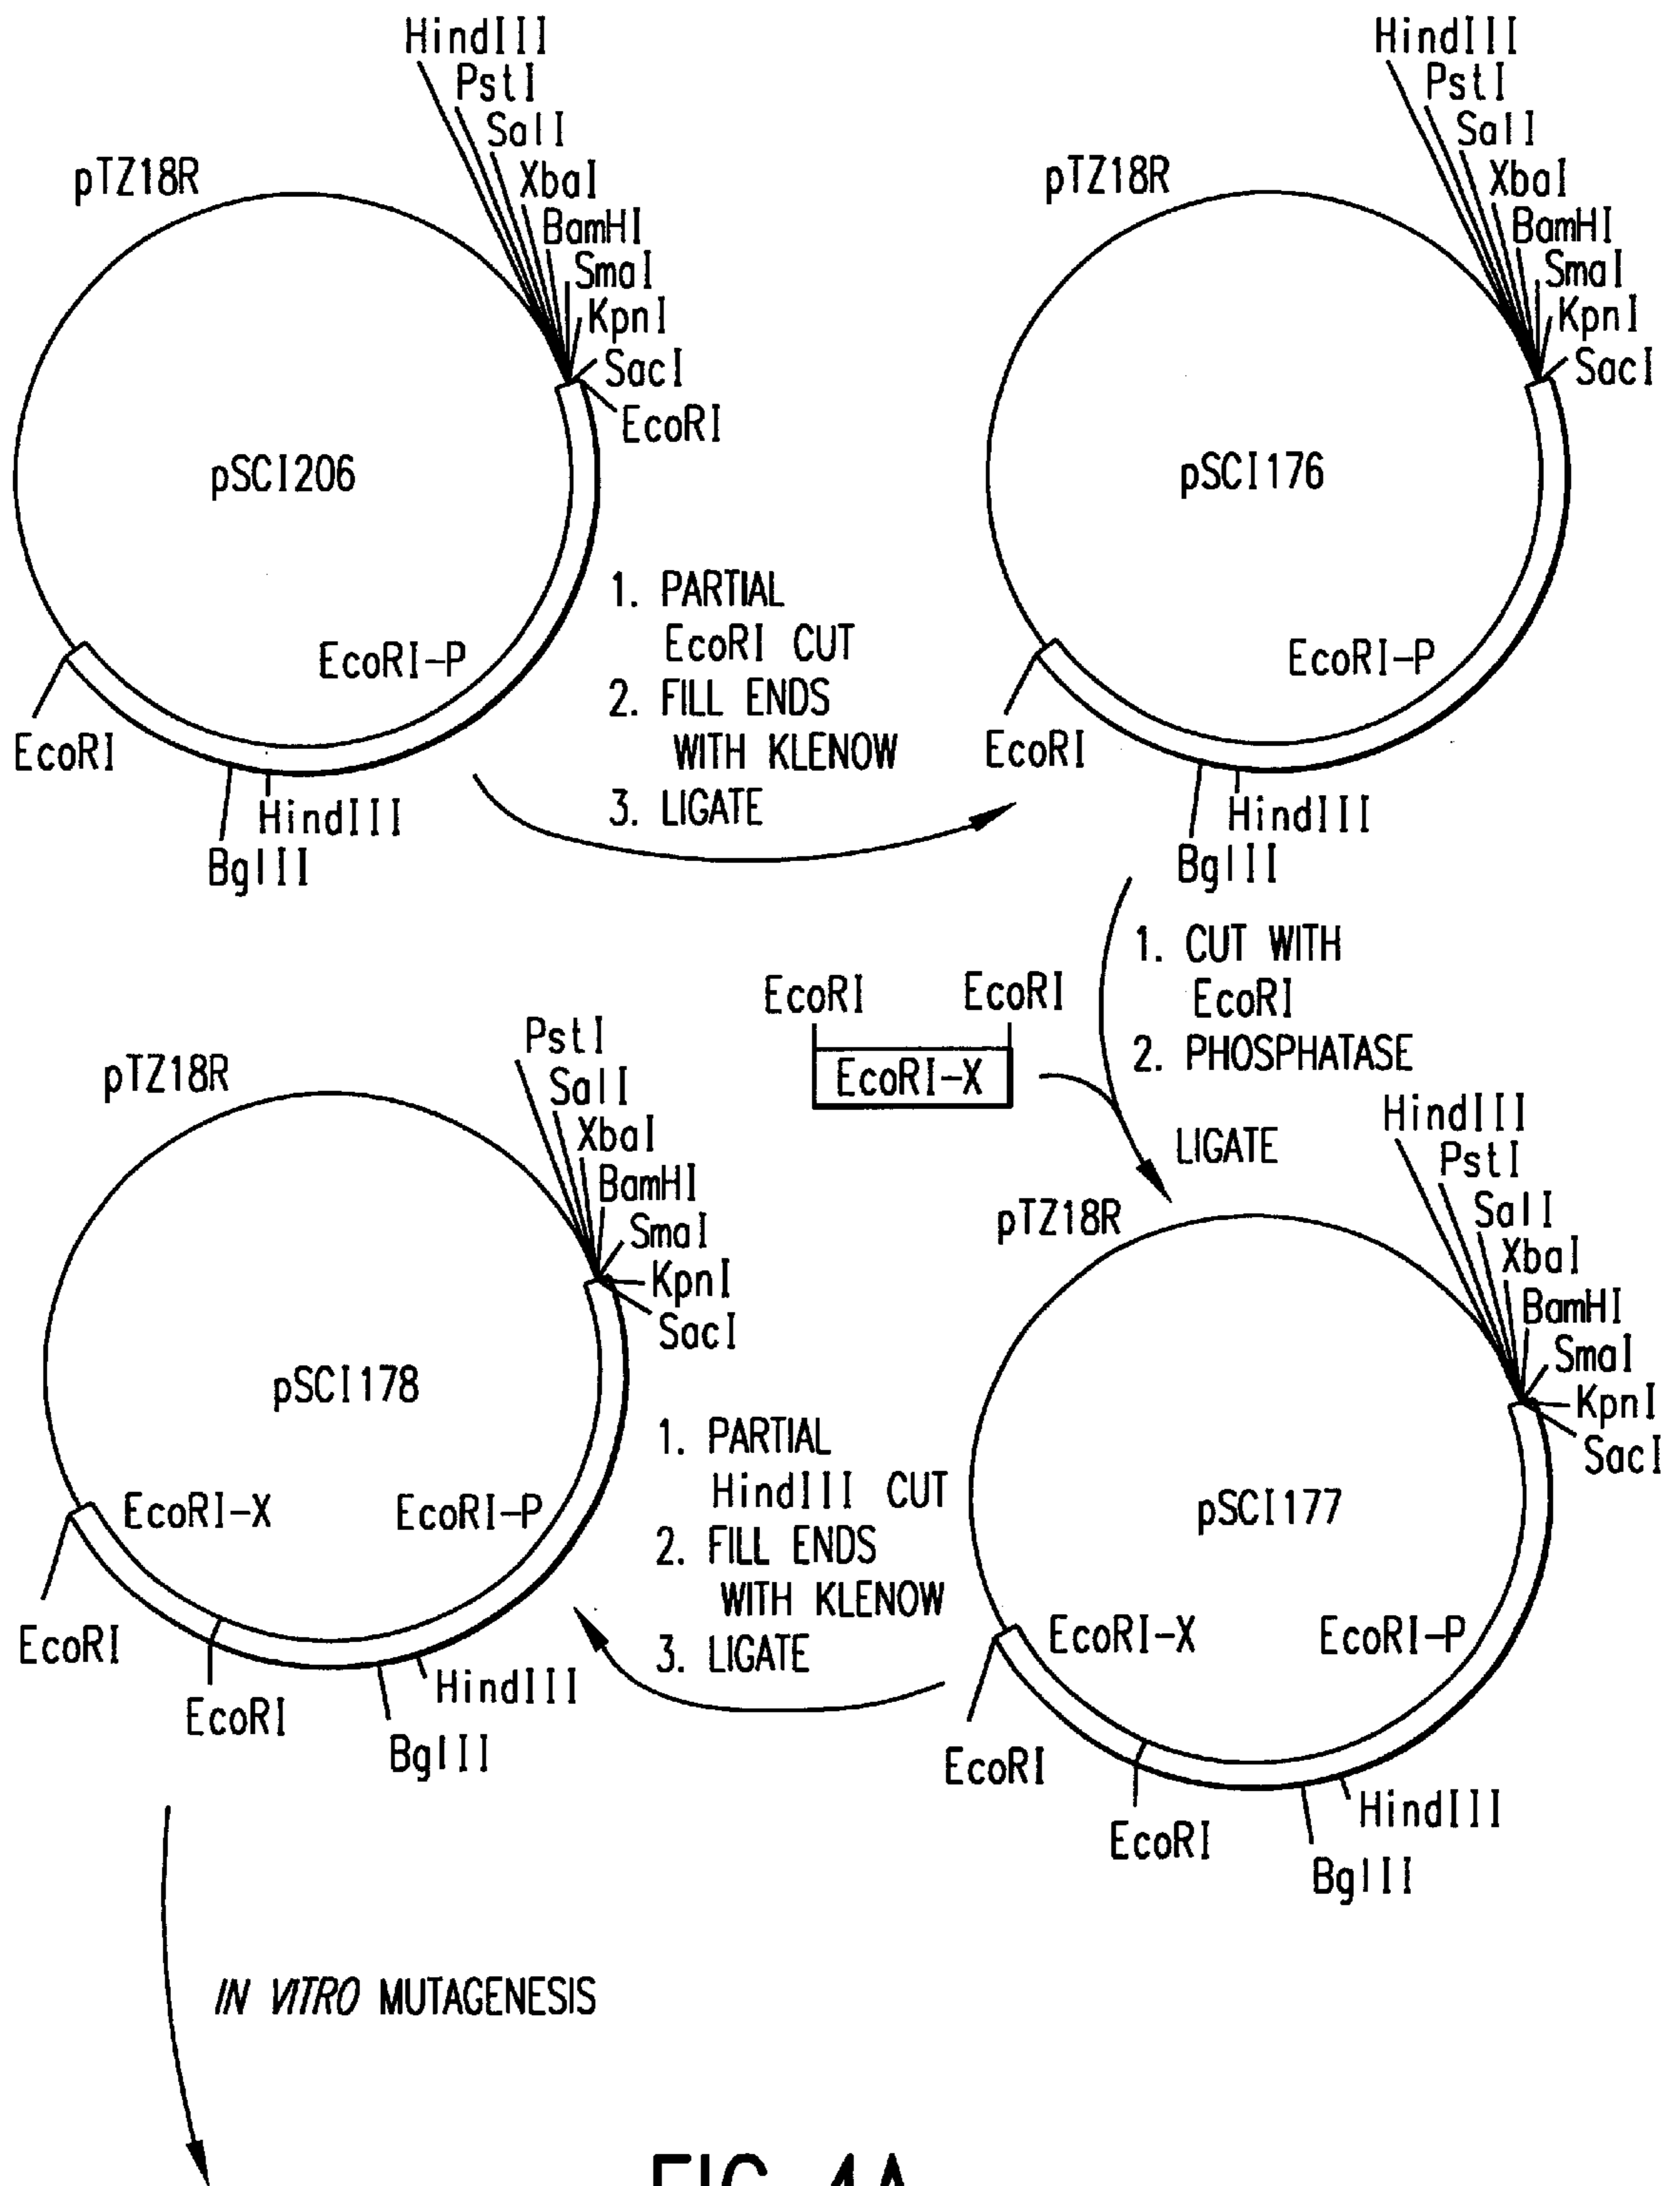 HindIII
PstI
SalI
XbaI
BamHI
SmaI
KpnI
SacI
EcoRI
pTZ18R
pSCI206
EcoRI-P
EcoRI
HindIII
BglII
1. PARTIAL
EcoRI CUT
2. FILL ENDS
WITH KLENOW
3. LIGATE
HindIII
PstI
SalI
XbaI
BamHI
SmaI
KpnI
SacI
pTZ18R
pSCI176
EcoRI-P
EcoRI
HindIII
BglII
1. CUT WITH
EcoRI
2. PHOSPHATASE
EcoRI EcoRI
EcoRI-X
LIGATE
HindIII
PstI
SalI
XbaI
BamHI
SmaI
KpnI
SacI
pTZ18R
pSCI177
EcoRI-X EcoRI-P
EcoRI
EcoRI
HindIII
BglII
1. PARTIAL
HindIII CUT
2. FILL ENDS
WITH KLENOW
3. LIGATE
PstI
SalI
XbaI
BamHI
SmaI
KpnI
SacI
pTZ18R
pSCI178
EcoRI-X EcoRI-P
EcoRI
EcoRI
HindIII
BglII
IN VITRO MUTAGENESIS
FIG. 4A